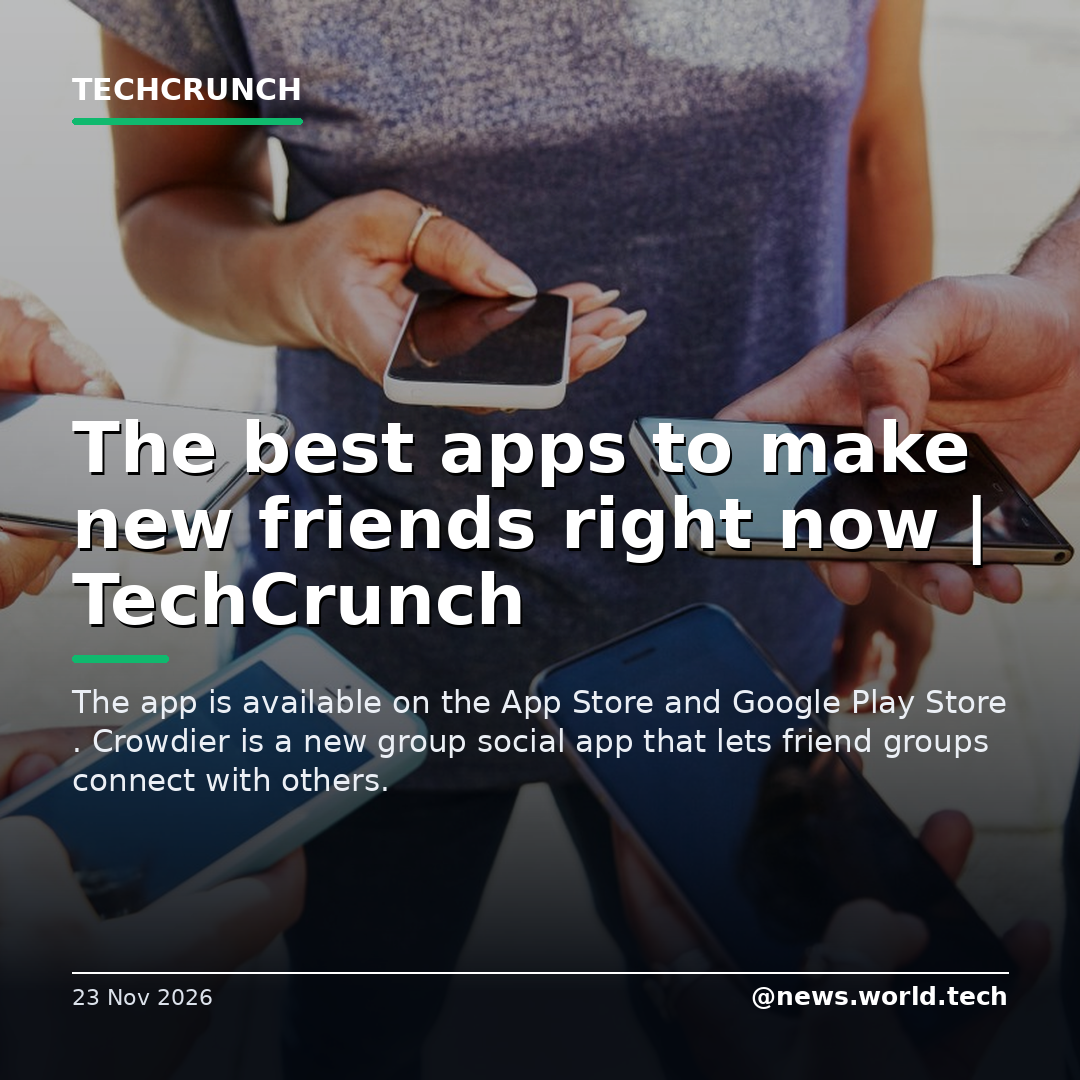 TECHCRUNCH
The best apps to make
new friends right now |
TechCrunch
The app is available on the App Store and Google Play Store
. Crowdier is a new group social app that lets friend groups
connect with others.
23 Nov 2026
@news.world.tech